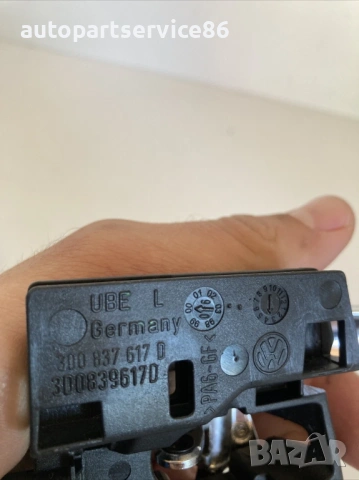 autopartservice86
UBE L
Germany
3D0 837 617 D
3D0839617D
>PA6-GF<
BAZAR